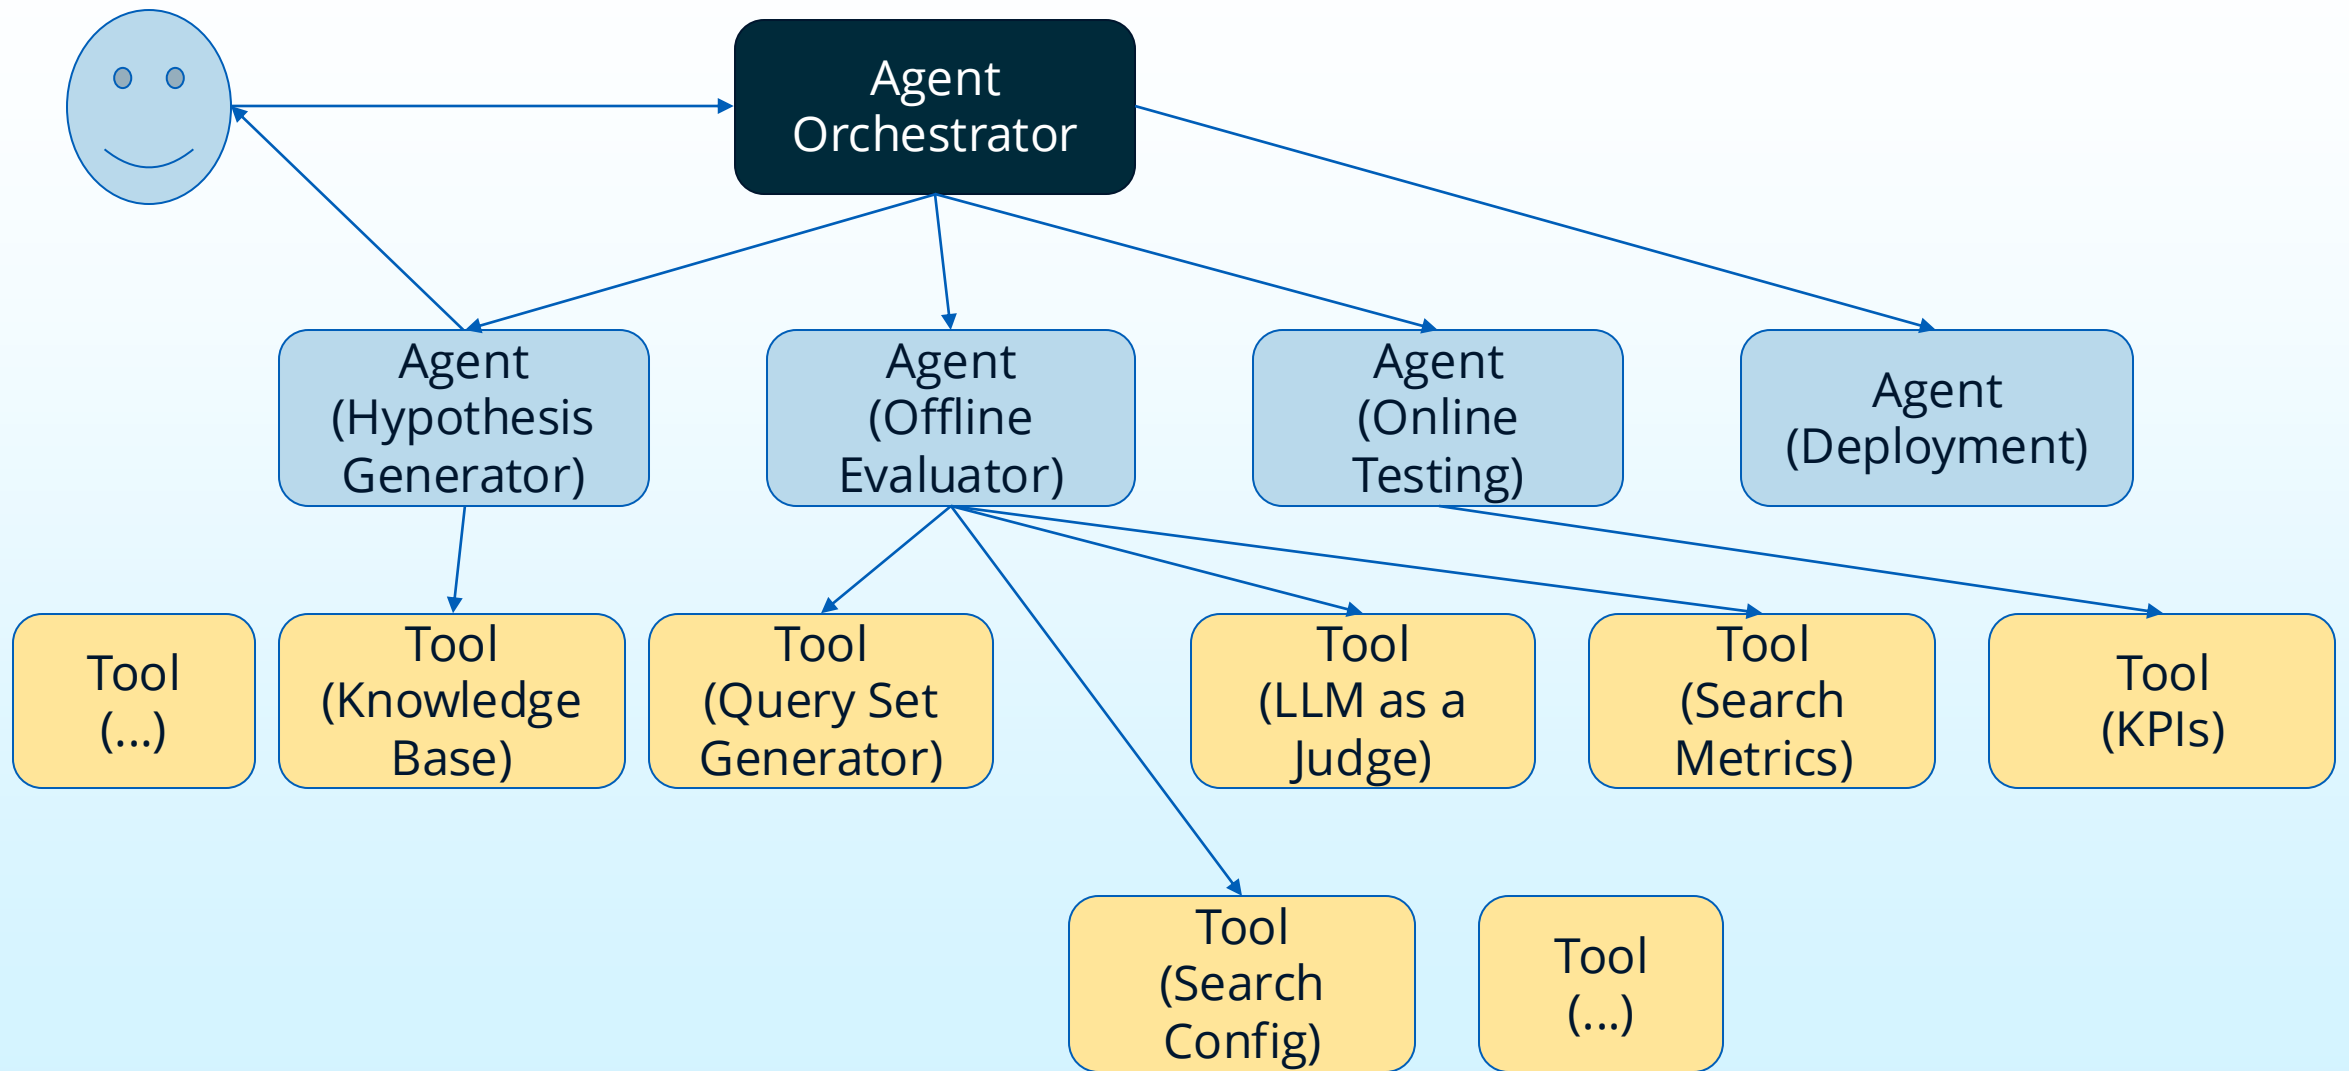 Agent
Orchestrator
Agent
(Hypothesis
Generator)
Agent
(Offline
Evaluator)
Agent
(Online
Testing)
Agent
(Deployment)
Tool
(...)
Tool
(Knowledge
Base)
Tool
(Query Set
Generator)
Tool
(LLM as a
Judge)
Tool
(Search
Metrics)
Tool
(KPIs)
Tool
(Search
Config)
Tool
(...)